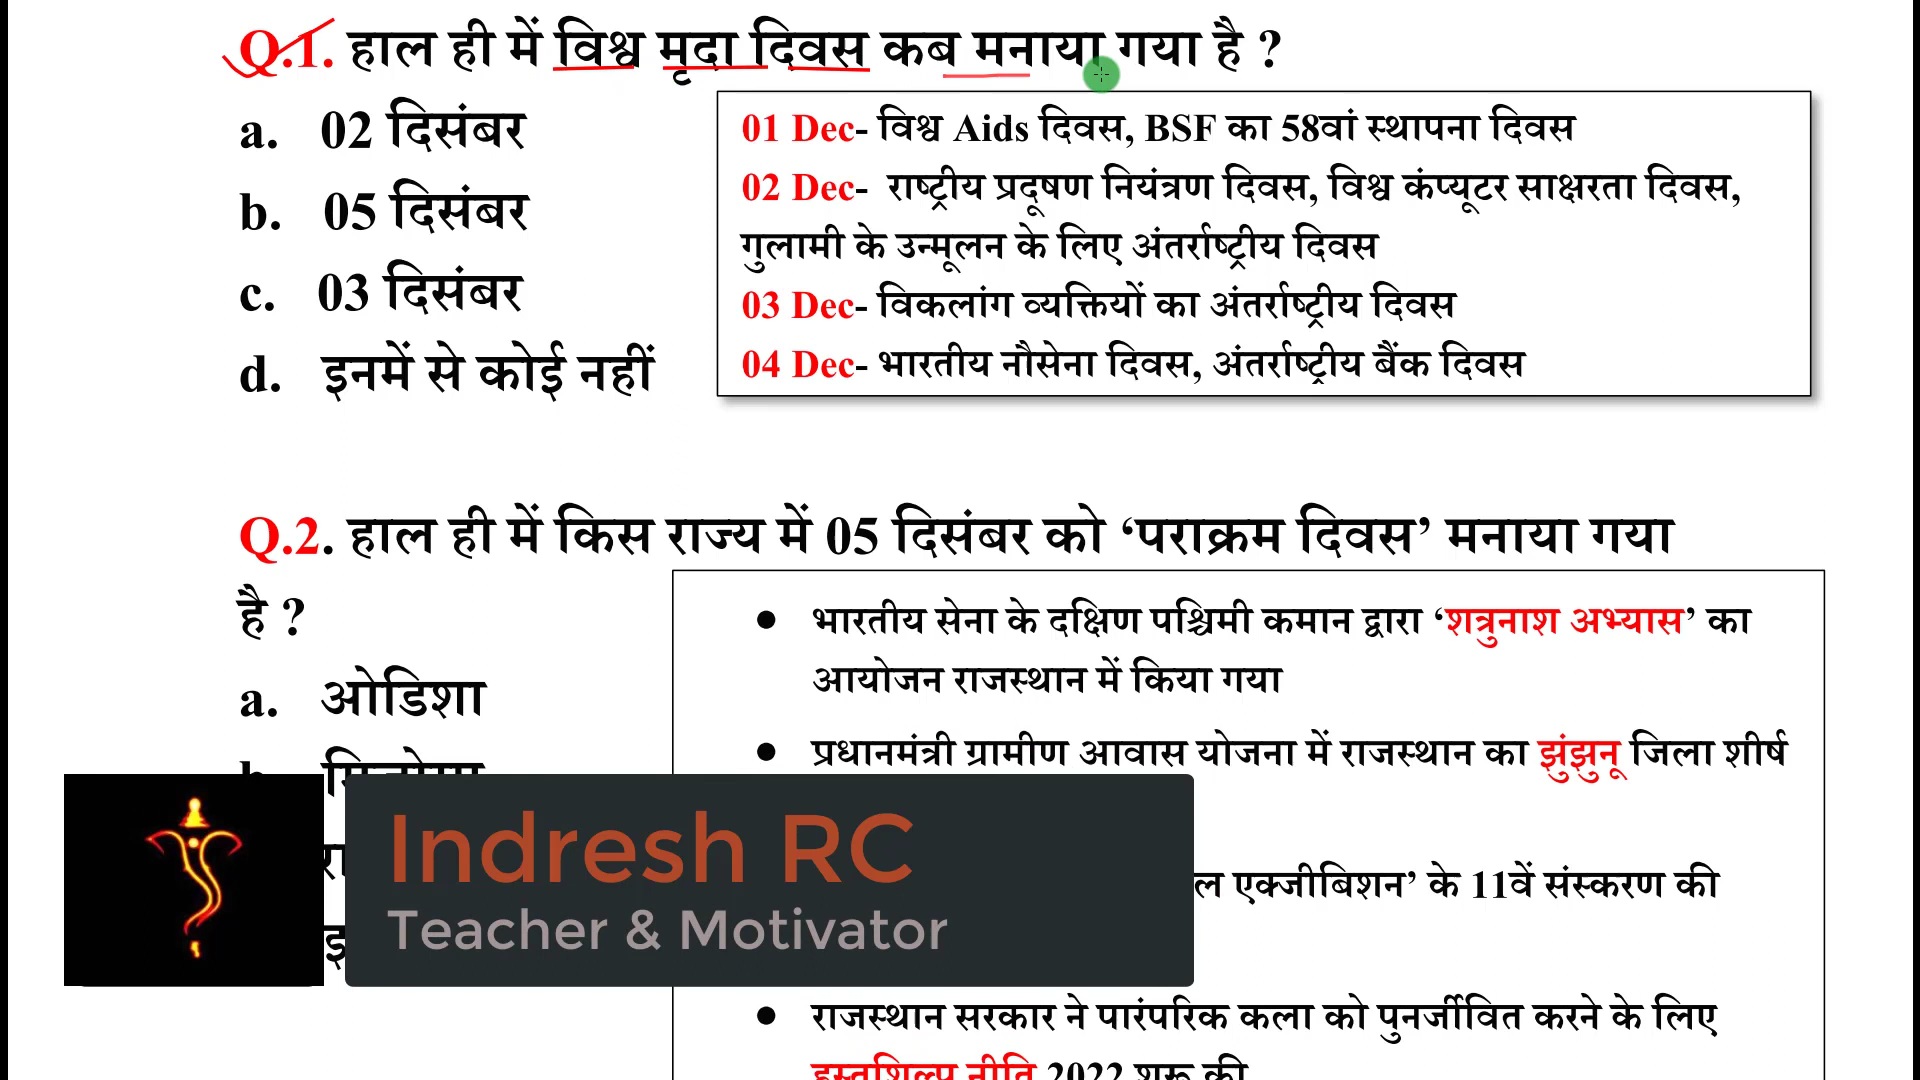 Q.1. हाल ही में विश्व मृदा दिवस कब मनाया गया है ?
a. 02 दिसंबर
b. 05 दिसंबर
c. 03 दिसंबर
d. इनमें से कोई नहीं
01 Dec- विश्व Aids दिवस, BSF का 58वां स्थापना दिवस
02 Dec- राष्ट्रीय प्रदूषण नियंत्रण दिवस, विश्व कंप्यूटर साक्षरता दिवस,
गुलामी के उन्मूलन के लिए अंतर्राष्ट्रीय दिवस
03 Dec- विकलांग व्यक्तियों का अंतर्राष्ट्रीय दिवस
04 Dec- भारतीय नौसेना दिवस, अंतर्राष्ट्रीय बैंक दिवस
Q.2. हाल ही में किस राज्य में 05 दिसंबर को ‘पराक्रम दिवस’ मनाया गया
है ?
a. ओडिशा
• भारतीय सेना के दक्षिण पश्चिमी कमान द्वारा ‘शत्रुनाश अभ्यास’ का
आयोजन राजस्थान में किया गया
• प्रधानमंत्री ग्रामीण आवास योजना में राजस्थान का झुंझुनू जिला शीर्ष
एक्जीबिशन’ के 11वें संस्करण की
• राजस्थान सरकार ने पारंपरिक कला को पुनर्जीवित करने के लिए
हस्तशिल्प नीति 2022 शुरू की
Indresh RC
Teacher & Motivator